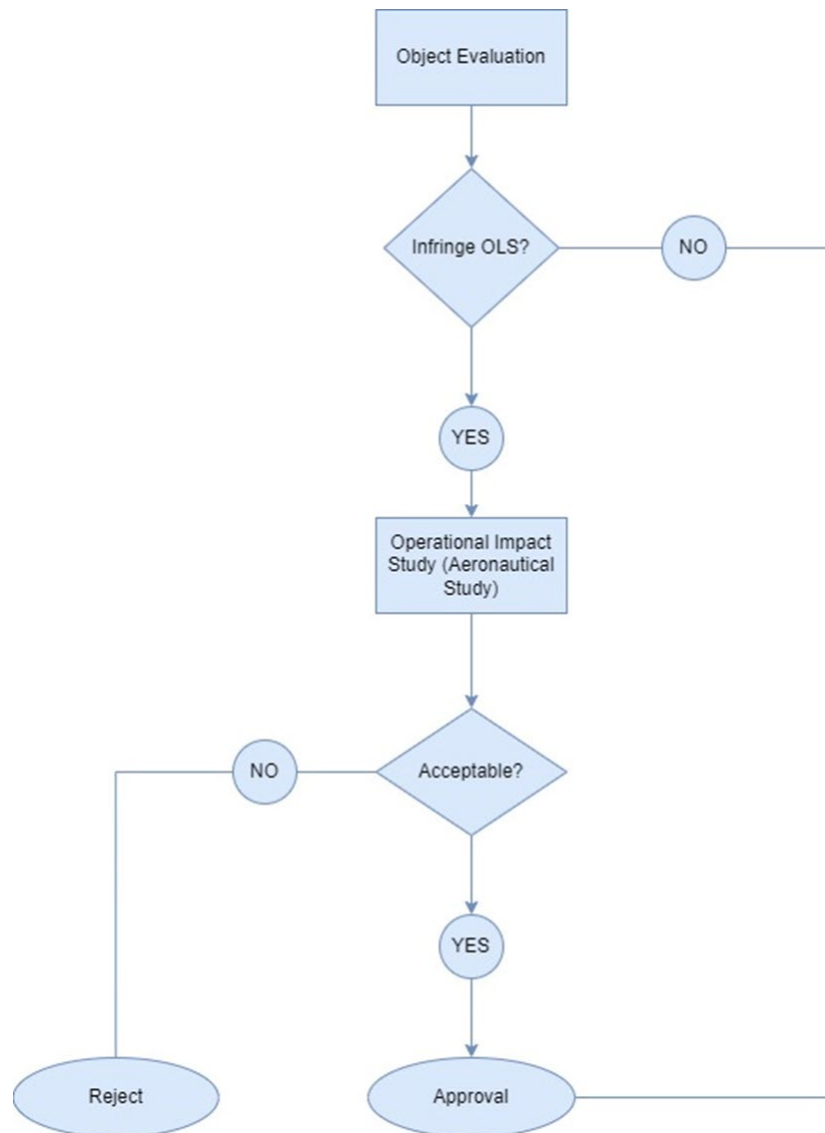 Object Evaluation
Infringe OLS?
NO
YES
Operational Impact
Study (Aeronautical
Study)
NO
Acceptable?
YES
Reject
Approval